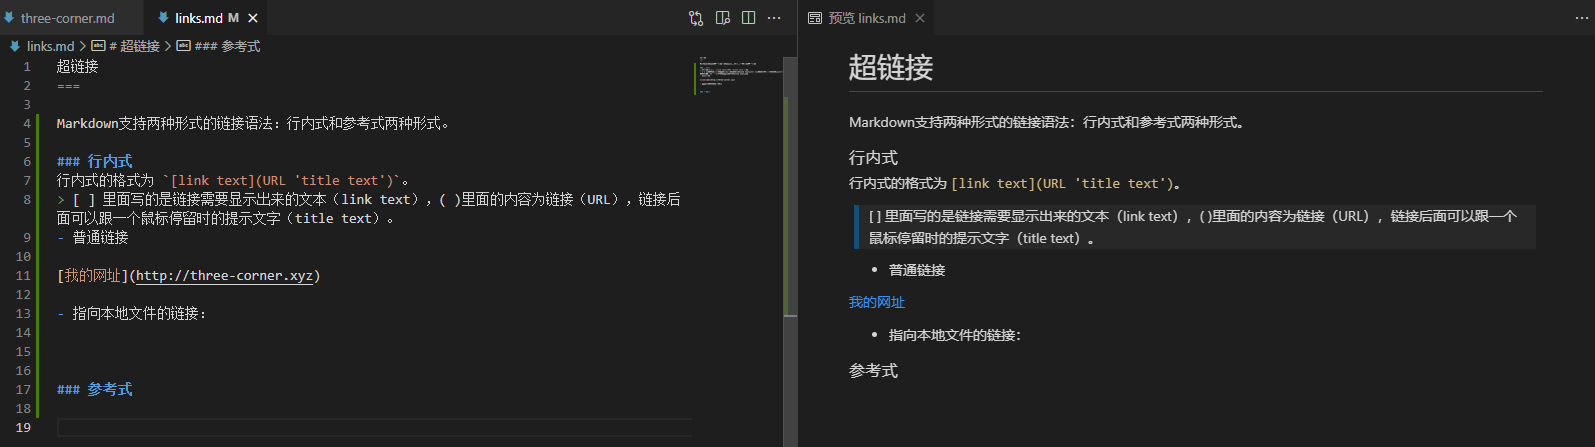 three-corner.md
links.md M
预览 links.md
links.md > # 超链接 > ### 参考式
1 超链接
2 ===
3
4 Markdown支持两种形式的链接语法：行内式和参考式两种形式。
5
6 ### 行内式
7 行内式的格式为 `[link text](URL 'title text')`。
8 > [ ] 里面写的是链接需要显示出来的文本（link text），( )里面的内容为链接（URL），链接后
面可以跟一个鼠标停留时的提示文字（title text）。
9 - 普通链接
10
11 [我的网址](http://three-corner.xyz)
12
13 - 指向本地文件的链接：
14
15
16
17 ### 参考式
18
19
超链接
Markdown支持两种形式的链接语法：行内式和参考式两种形式。
行内式
行内式的格式为 [link text](URL 'title text')。
[ ] 里面写的是链接需要显示出来的文本（link text），( )里面的内容为链接（URL），链接后面可以跟一个
鼠标停留时的提示文字（title text）。
• 普通链接
我的网址
• 指向本地文件的链接：
参考式